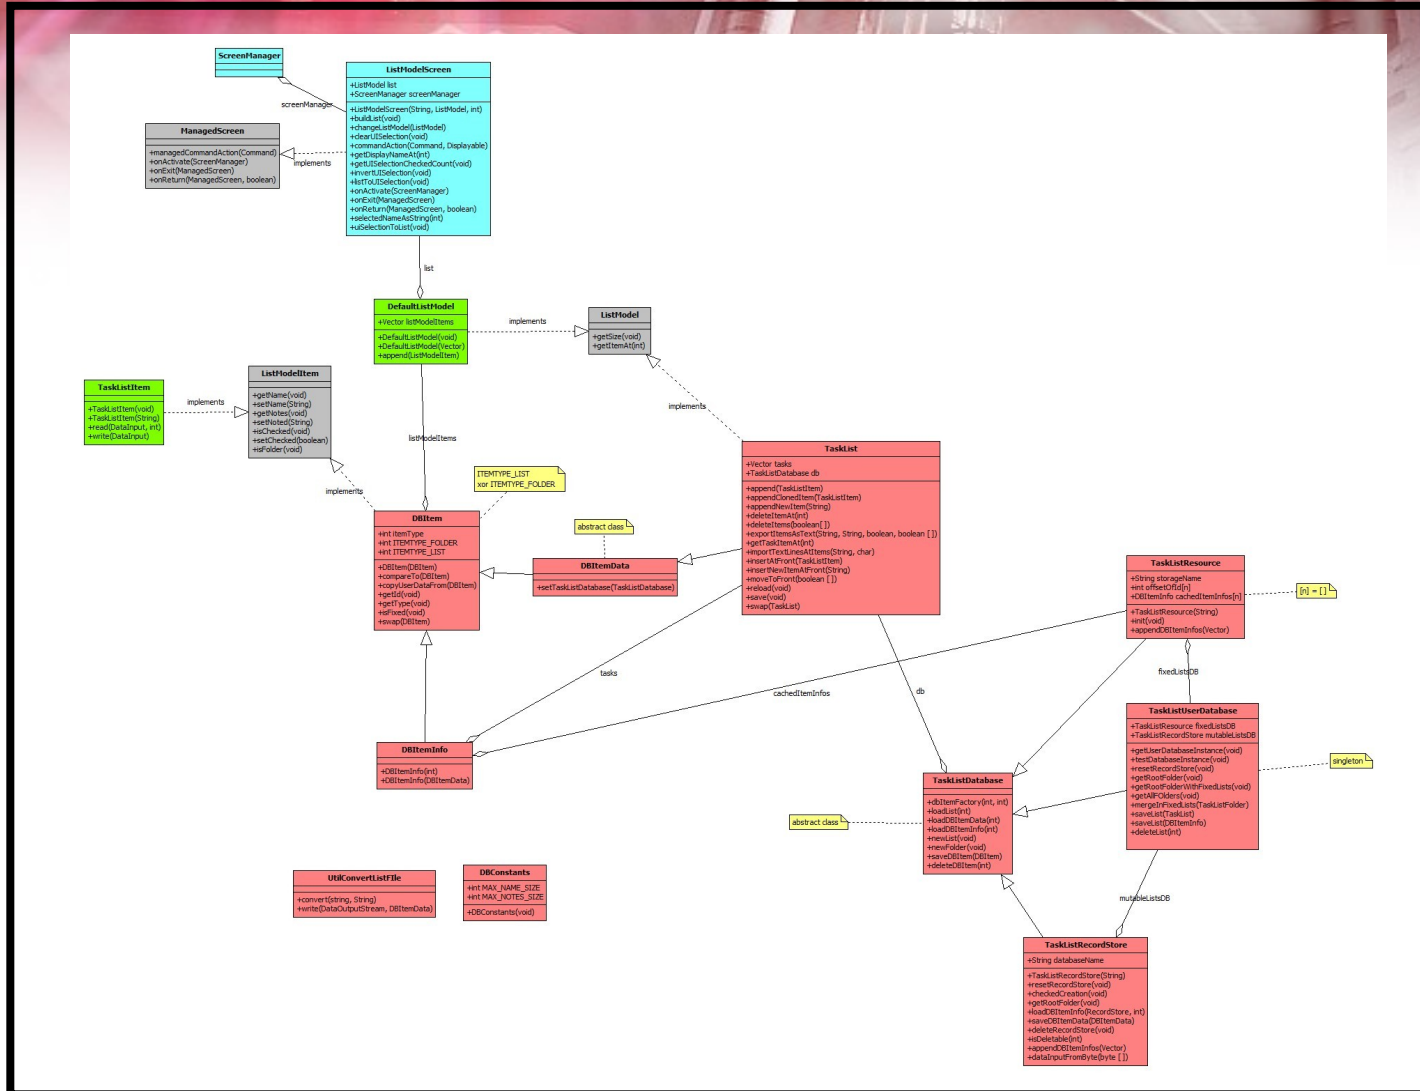 ScreenManager
screenManager
ListModelScreen
+ListModel list
+ScreenManager screenManager
+ListModelScreen(String, ListModel, int)
+buildList(void)
+changeListModel(ListModel)
+clearUISelection(void)
+commandAction(Command, Displayable)
+getDisplayNameAt(int)
+getUISelectionCheckedCount(void)
+invertUISelection(void)
+listToUISelection(void)
+onActivate(ScreenManager)
+onExit(ManagedScreen)
+onReturn(ManagedScreen, boolean)
+selectedNameAsString(int)
+uiSelectionToList(void)
ManagedScreen
+managedCommandAction(Command)
+onActivate(ScreenManager)
+onExit(ManagedScreen)
+onReturn(ManagedScreen, boolean)
implements
list
DefaultListModel
+Vector listModelItems
+DefaultListModel(void)
+DefaultListModel(Vector)
+append(ListModelItem)
implements
ListModel
+getSize(void)
+getItemAt(int)
TaskListItem
+TaskListItem(void)
+TaskListItem(String)
+read(DataInput, int)
+write(DataInput)
implements
ListModelItem
+getName(void)
+setName(String)
+getNotes(void)
+setNoted(String)
+isChecked(void)
+setChecked(boolean)
+isFolder(void)
listModelItems
implements
implements
ITEMTYPE_LIST
xor ITEMTYPE_FOLDER
DBItem
+int itemType
+int ITEMTYPE_FOLDER
+int ITEMTYPE_LIST
+DBItem(DBItem)
+compareTo(DBItem)
+copyUserDataFrom(DBItem)
+getId(void)
+getType(void)
+isFixed(void)
+swap(DBItem)
abstract class
DBItemData
+setTaskListDatabase(TaskListDatabase)
TaskList
+Vector tasks
+TaskListDatabase db
+append(TaskListItem)
+appendClonedItem(TaskListItem)
+appendNewItem(String)
+deleteItemAt(int)
+deleteItems(boolean[])
+exportItemsAsText(String, String, boolean, boolean [])
+getTaskItemAt(int)
+importTextLinesAtItems(String, char)
+insertAtFront(TaskListItem)
+insertNewItemAtFront(String)
+moveToFront(boolean [])
+reload(void)
+save(void)
+swap(TaskList)
TaskListResource
+String storageName
+int offsetOfId[n]
+DBItemInfo cachedItemInfos[n]
+TaskListResource(String)
+init(void)
+appendDBItemInfos(Vector)
[n] = []
fixedListsDB
tasks
cachedItemInfos
db
TaskListUserDatabase
+TaskListResource fixedListsDB
+TaskListRecordStore mutableListsDB
+getUserDatabaseInstance(void)
+testDatabaseInstance(void)
+resetRecordStore(void)
+getRootFolder(void)
+getRootFolderWithFixedLists(void)
+getAllFOlders(void)
+mergeInFixedLists(TaskListFolder)
+saveList(TaskList)
+saveList(DBItemInfo)
+deleteList(int)
singleton
DBItemInfo
+DBItemInfo(int)
+DBItemInfo(DBItemData)
TaskListDatabase
+dbItemFactory(int, int)
+loadList(int)
+loadDBItemData(int)
+loadDBItemInfo(int)
+newList(void)
+newFolder(void)
+saveDBItem(DBItem)
+deleteDBItem(int)
abstract class
UtilConvertListFIle
+convert(string, String)
+write(DataOutputStream, DBItemData)
DBConstants
+int MAX_NAME_SIZE
+int MAX_NOTES_SIZE
+DBConstants(void)
mutableListsDB
TaskListRecordStore
+String databaseName
+TaskListRecordStore(String)
+resetRecordStore(void)
+checkedCreation(void)
+getRootFolder(void)
+loadDBItemInfo(RecordStore, int)
+saveDBItemData(DBItemData)
+deleteRecordStore(void)
+isDeletable(int)
+appendDBItemInfos(Vector)
+dataInputFromByte(byte [])